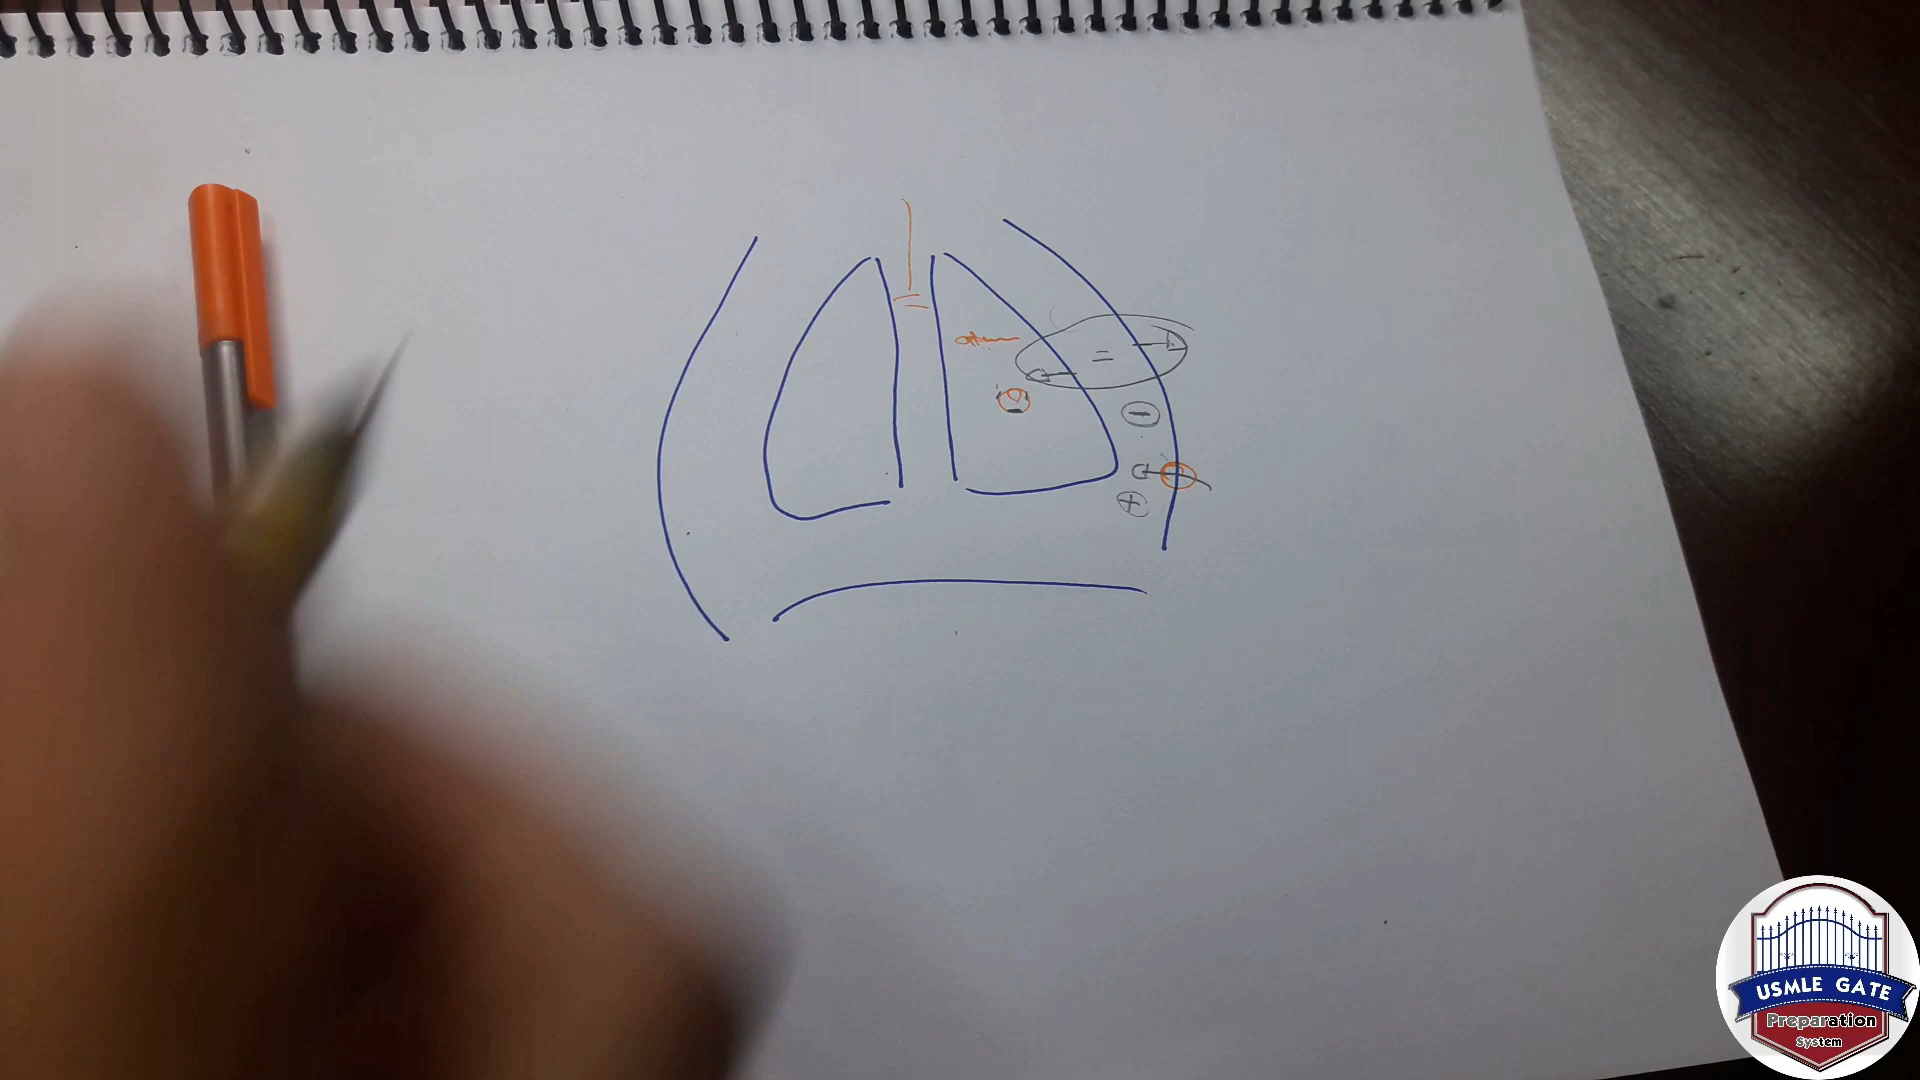 =
−
+
USMLE GATE
Preparation
System